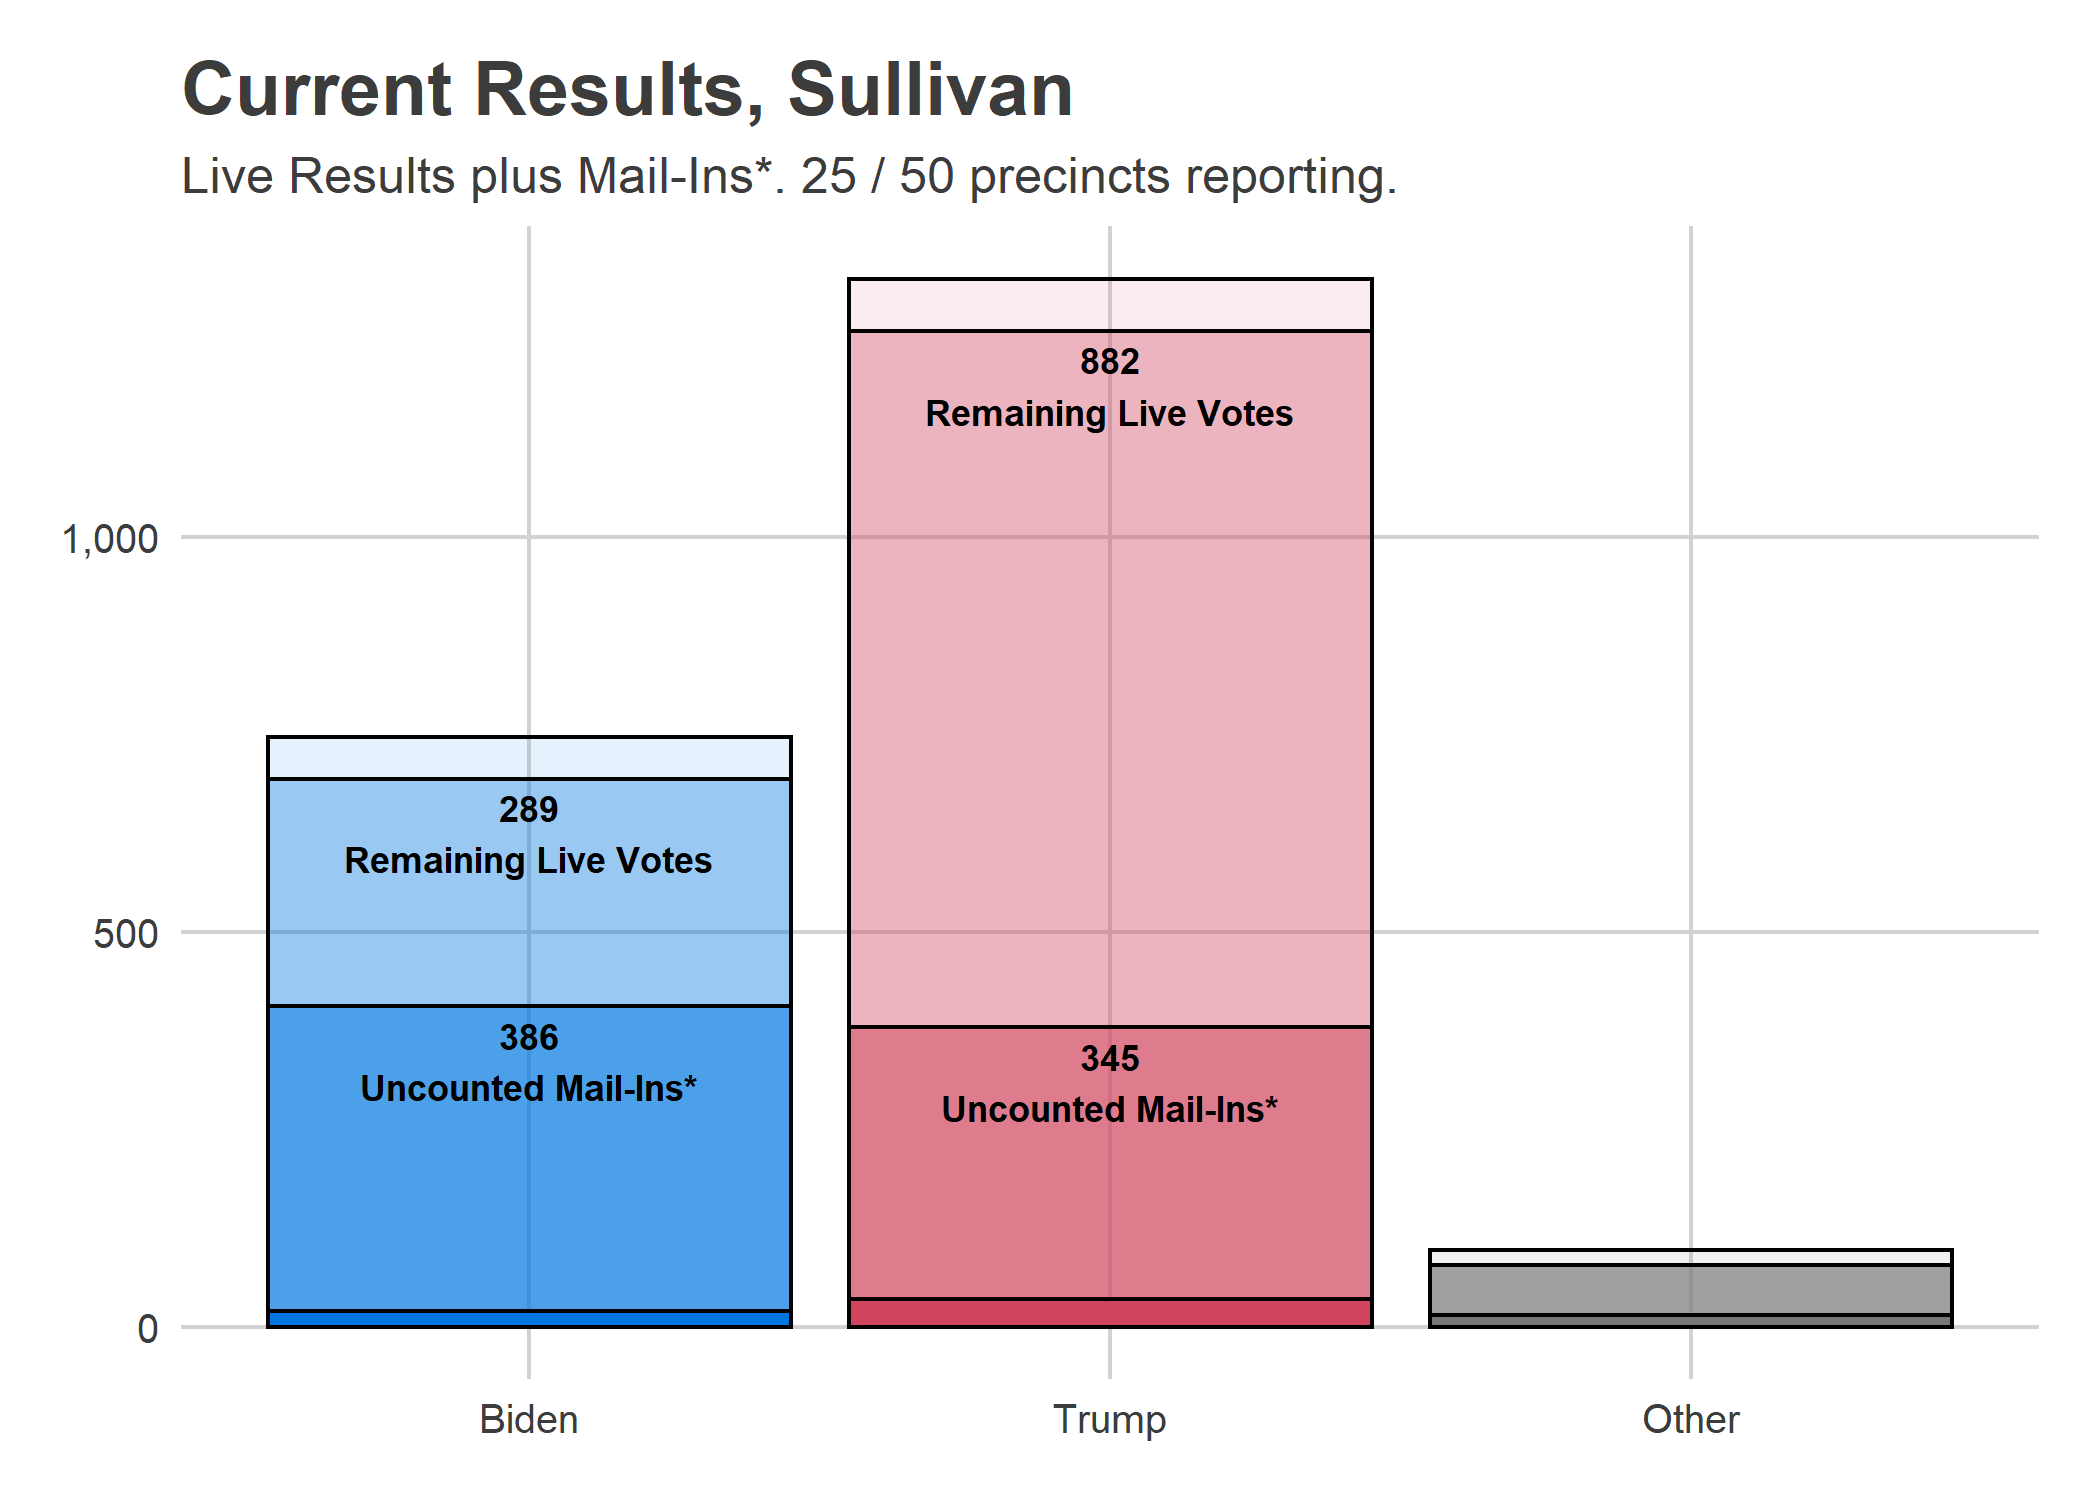 Current Results, Sullivan
Live Results plus Mail-Ins*. 25 / 50 precincts reporting.
882
Remaining Live Votes
1,000
289
Remaining Live Votes
500
386
Uncounted Mail-Ins*
345
Uncounted Mail-Ins*
0
Biden
Trump
Other